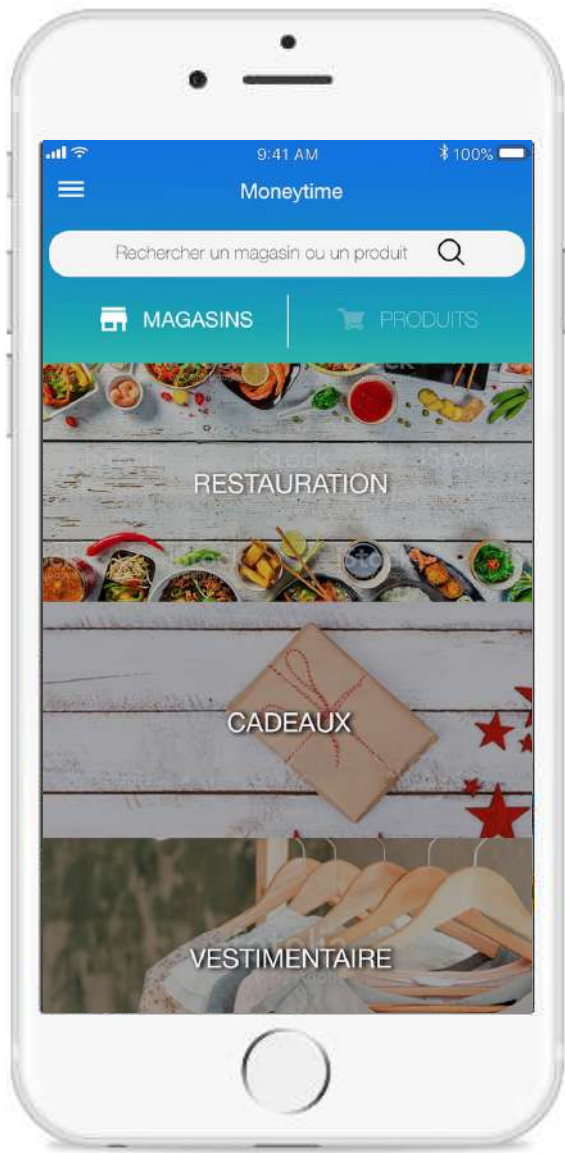 9:41 AM
100%
Moneytime
Rechercher un magasin ou un produit
MAGASINS
PRODUITS
RESTAURATION
CADEAUX
VESTIMENTAIRE